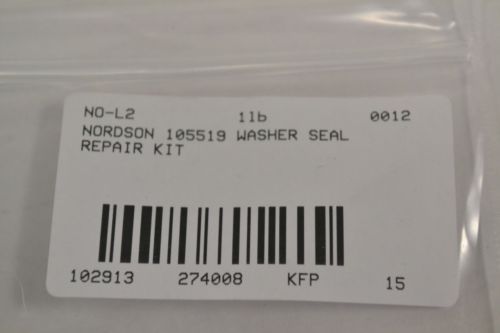 NO-L2 1lb 0012
NORDSON 105519 WASHER SEAL
REPAIR KIT
102913 274008 KFP 15